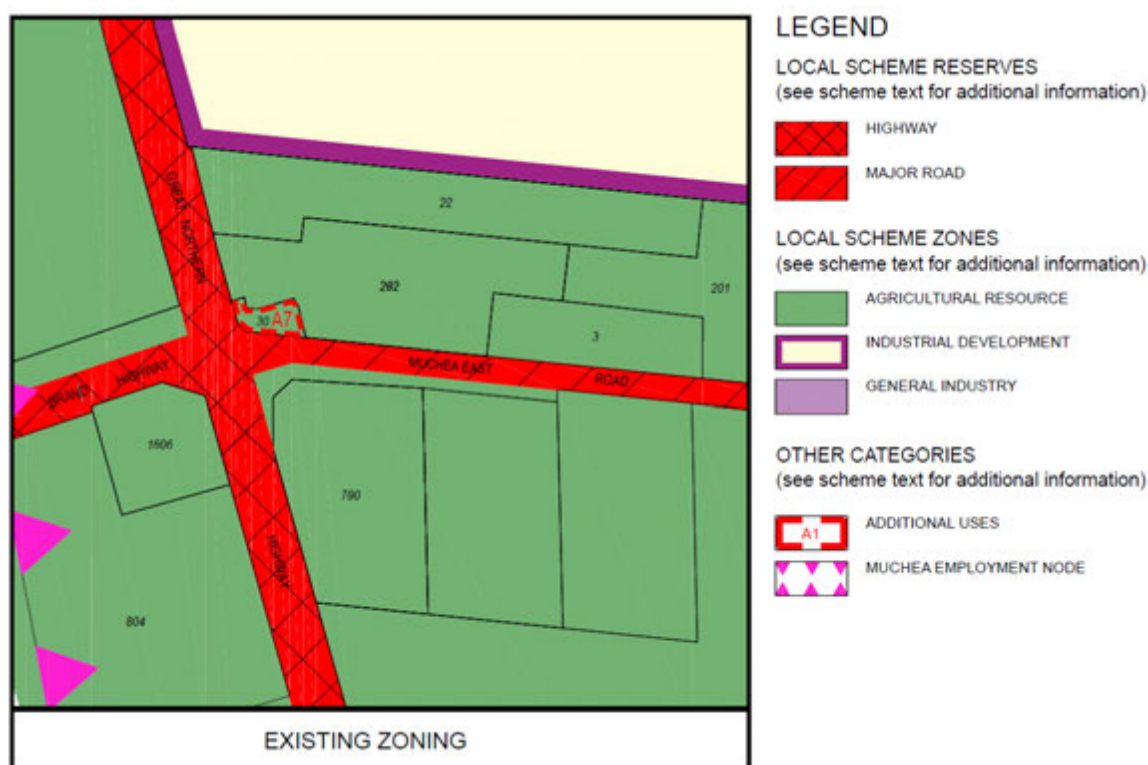 22
GREAT NORTHERN
282
201
30 A7
3
MUCHEA EAST ROAD
BRAND HIGHWAY
1606
790
HIGHWAY
804
EXISTING ZONING
LEGEND
LOCAL SCHEME RESERVES
(see scheme text for additional information)
HIGHWAY
MAJOR ROAD
LOCAL SCHEME ZONES
(see scheme text for additional information)
AGRICULTURAL RESOURCE
INDUSTRIAL DEVELOPMENT
GENERAL INDUSTRY
OTHER CATEGORIES
(see scheme text for additional information)
A1
ADDITIONAL USES
MUCHEA EMPLOYMENT NODE